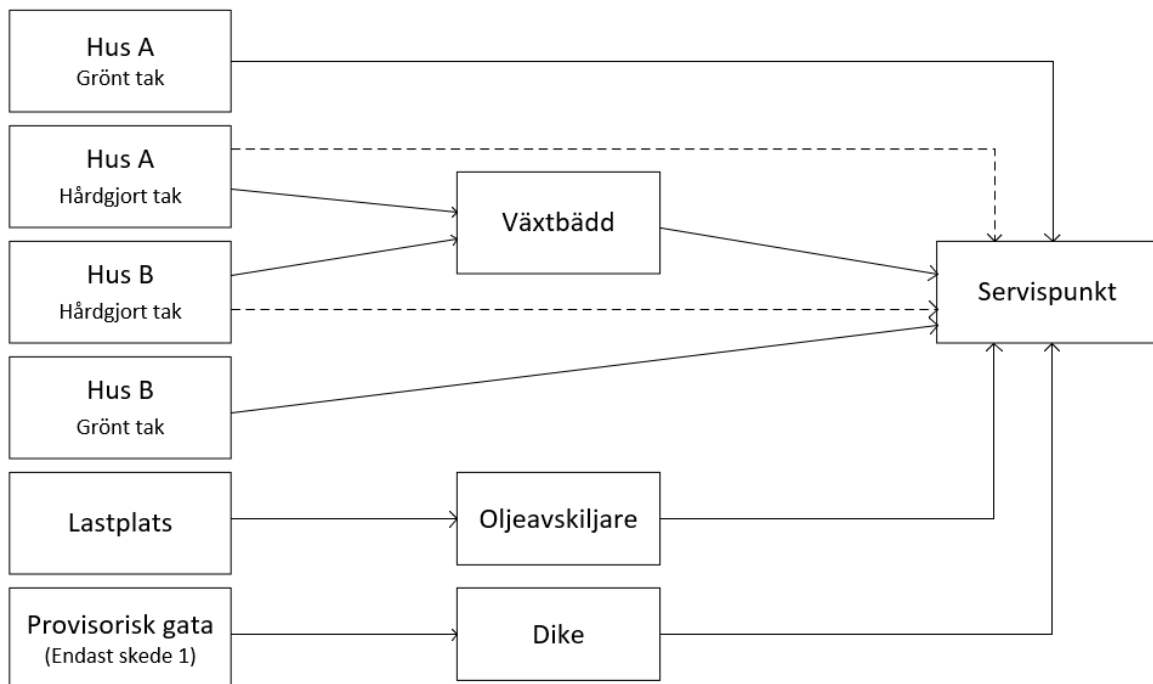 Hus A
Grönt tak
Hus A
Hårdgjort tak
Växtbädd
Hus B
Hårdgjort tak
Servispunkt
Hus B
Grönt tak
Lastplats
Oljeavskiljare
Provisorisk gata
(Endast skede 1)
Dike